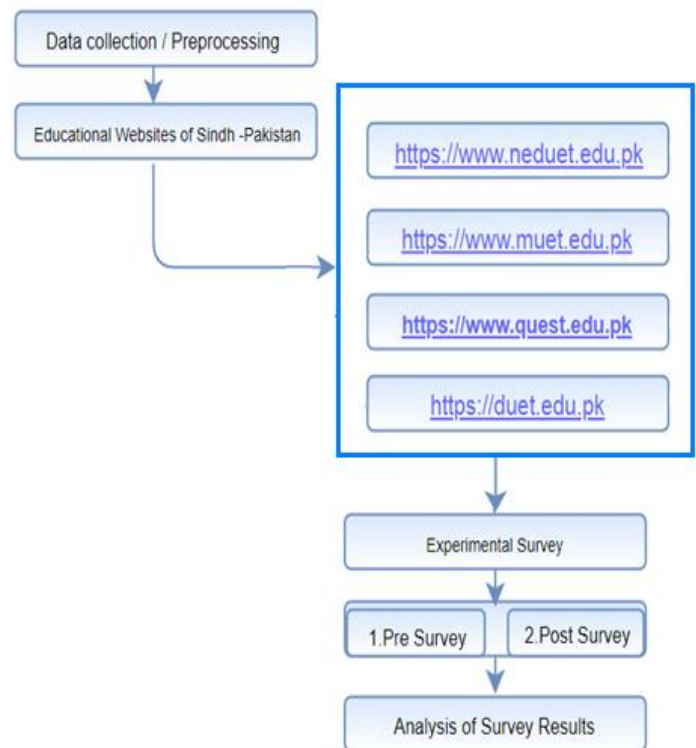 Data collection / Preprocessing
Educational Websites of Sindh -Pakistan
https://www.neduet.edu.pk
https://www.muet.edu.pk
https://www.quest.edu.pk
https://duet.edu.pk
Experimental Survey
1.Pre Survey
2.Post Survey
Analysis of Survey Results